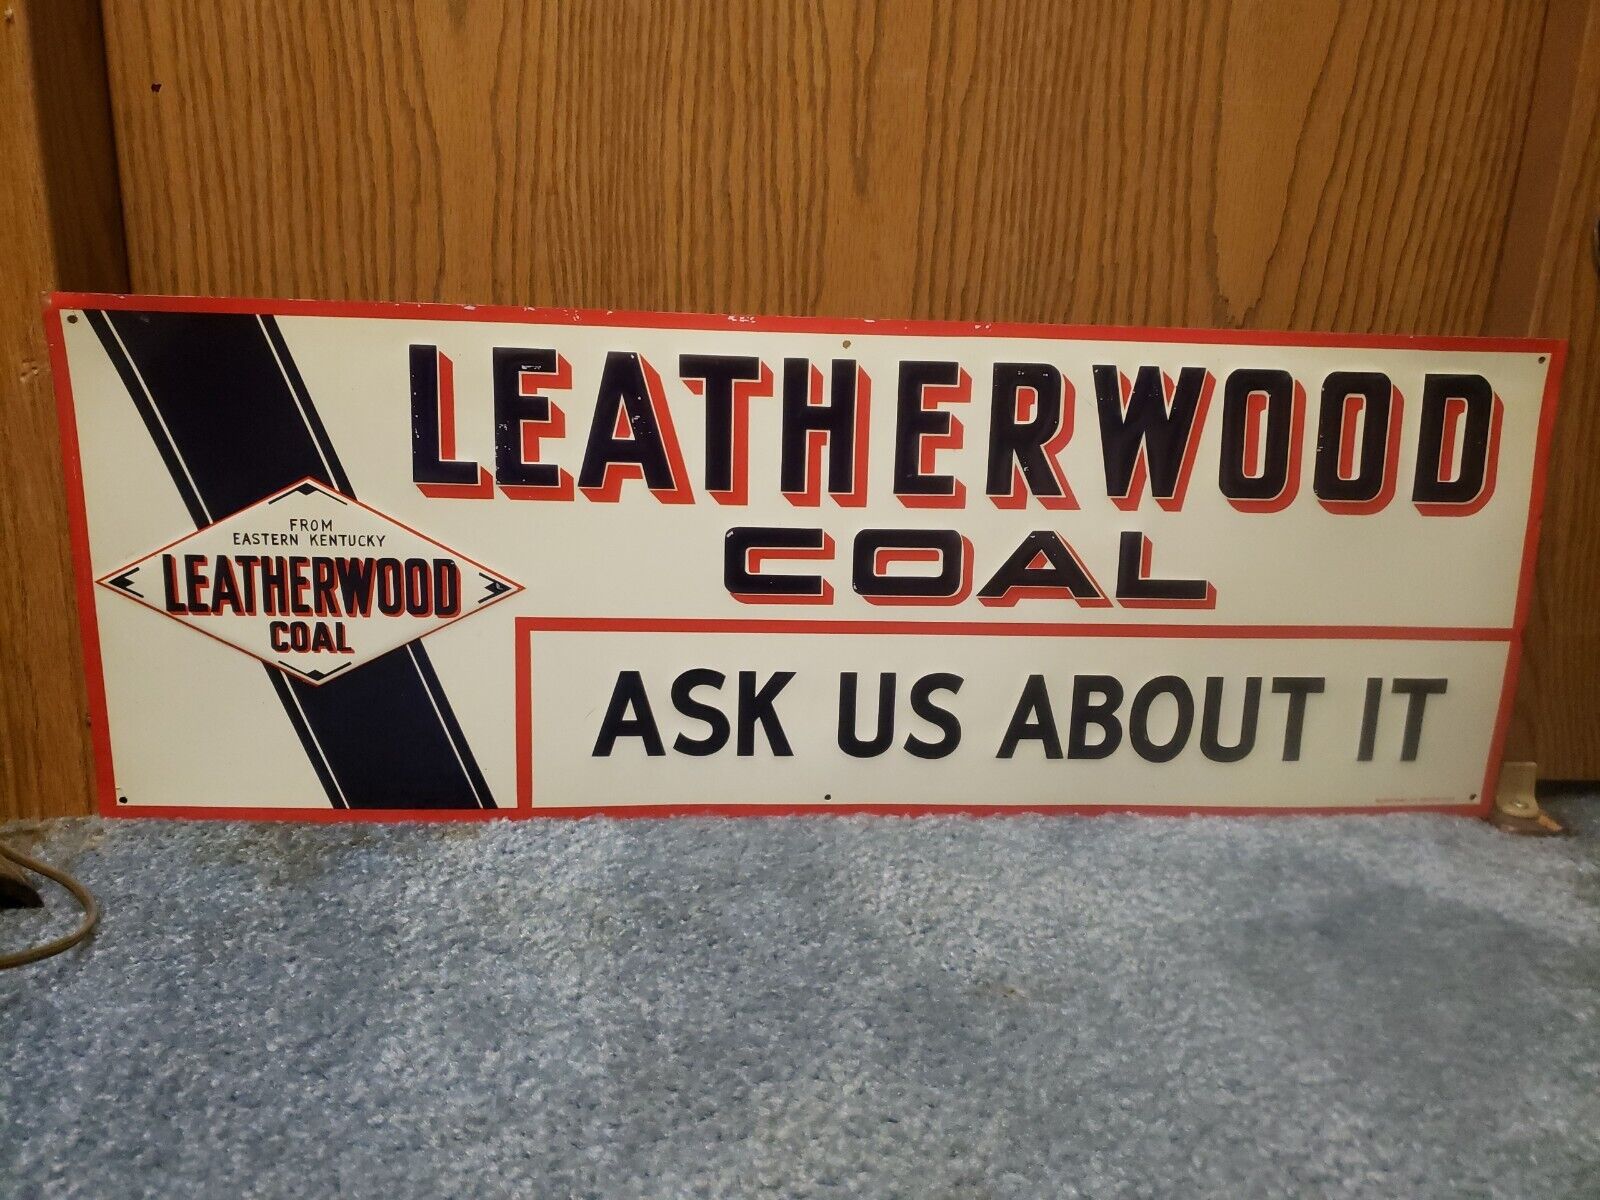 LEATHERWOOD
COAL
FROM
EASTERN KENTUCKY
LEATHERWOOD
COAL
ASK US ABOUT IT